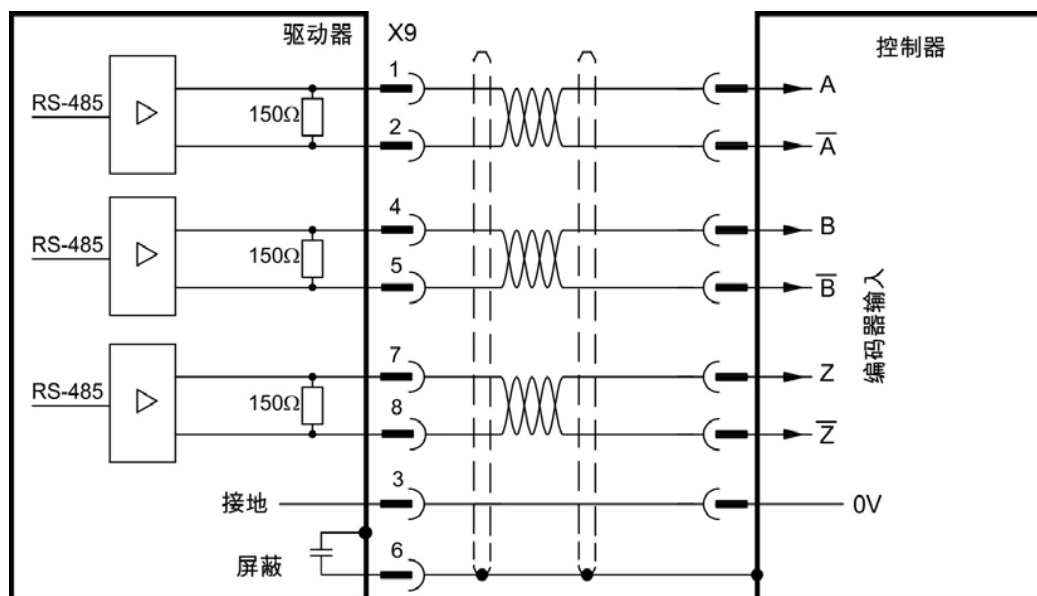 驱动器 X9 控制器
1 A
RS-485 150Ω
2 A̅
4 B
RS-485 150Ω
5 B̅
编码器输入
7 Z
RS-485 150Ω
8 Z̅
3
接地 0V
6
屏蔽